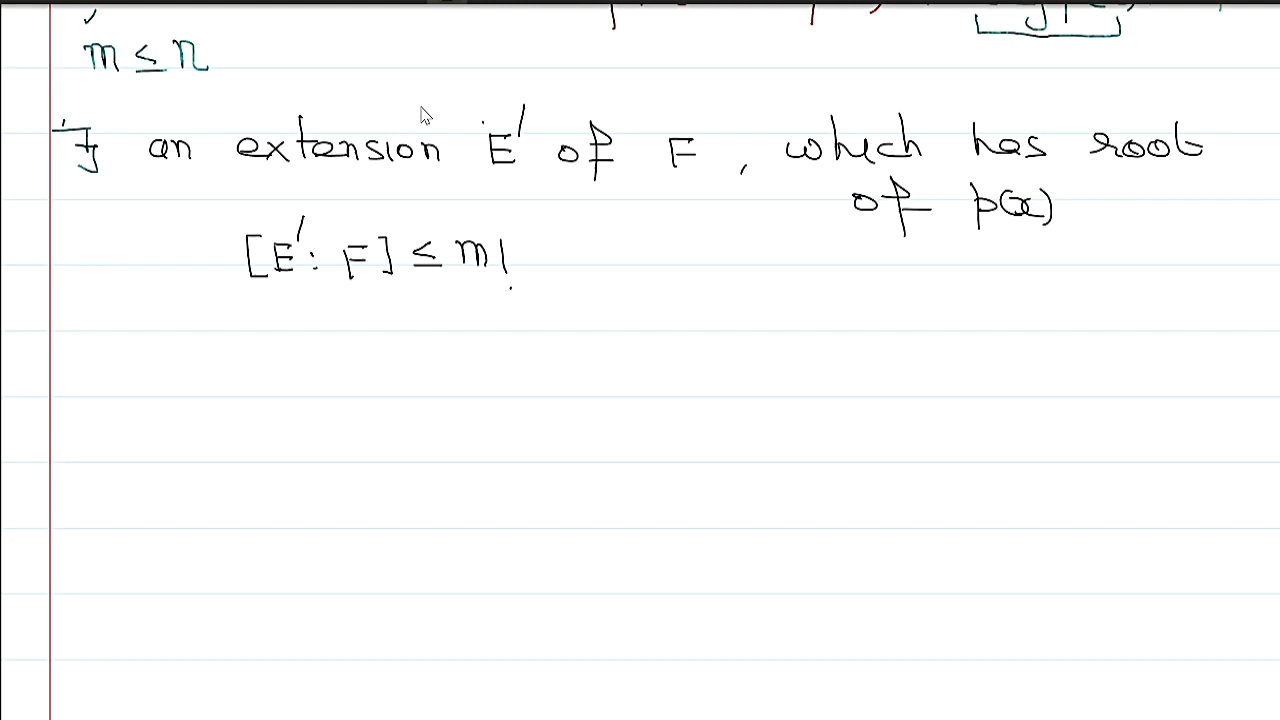 m ≤ n
∃ an extension E' of F, which has root
of p(x)
[E' : F] ≤ m!